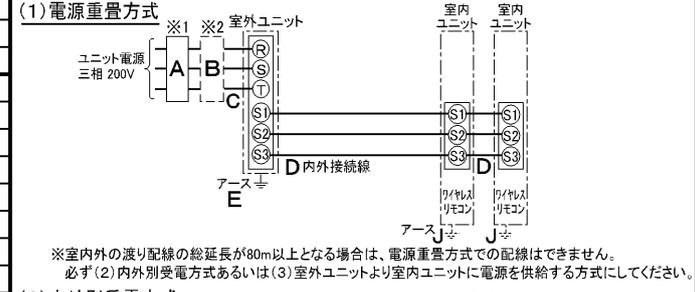 (1)電源重畳方式
※1 ※2 室外ユニット
室内
ユニット
室内
ユニット
ユニット電源
三相 200V
A B C
R
S
T
S1
S2
S3
S1
S2
S3
S1
S2
S3
D 内外接続線
D
アース
E
ワイヤレス
リモコン
ワイヤレス
リモコン
アース J J
※室内外の渡り配線の総延長が80m以上となる場合は、電源重畳方式での配線はできません。
必ず(2)内外別受電方式あるいは(3)室外ユニットより室内ユニットに電源を供給する方式にしてください。